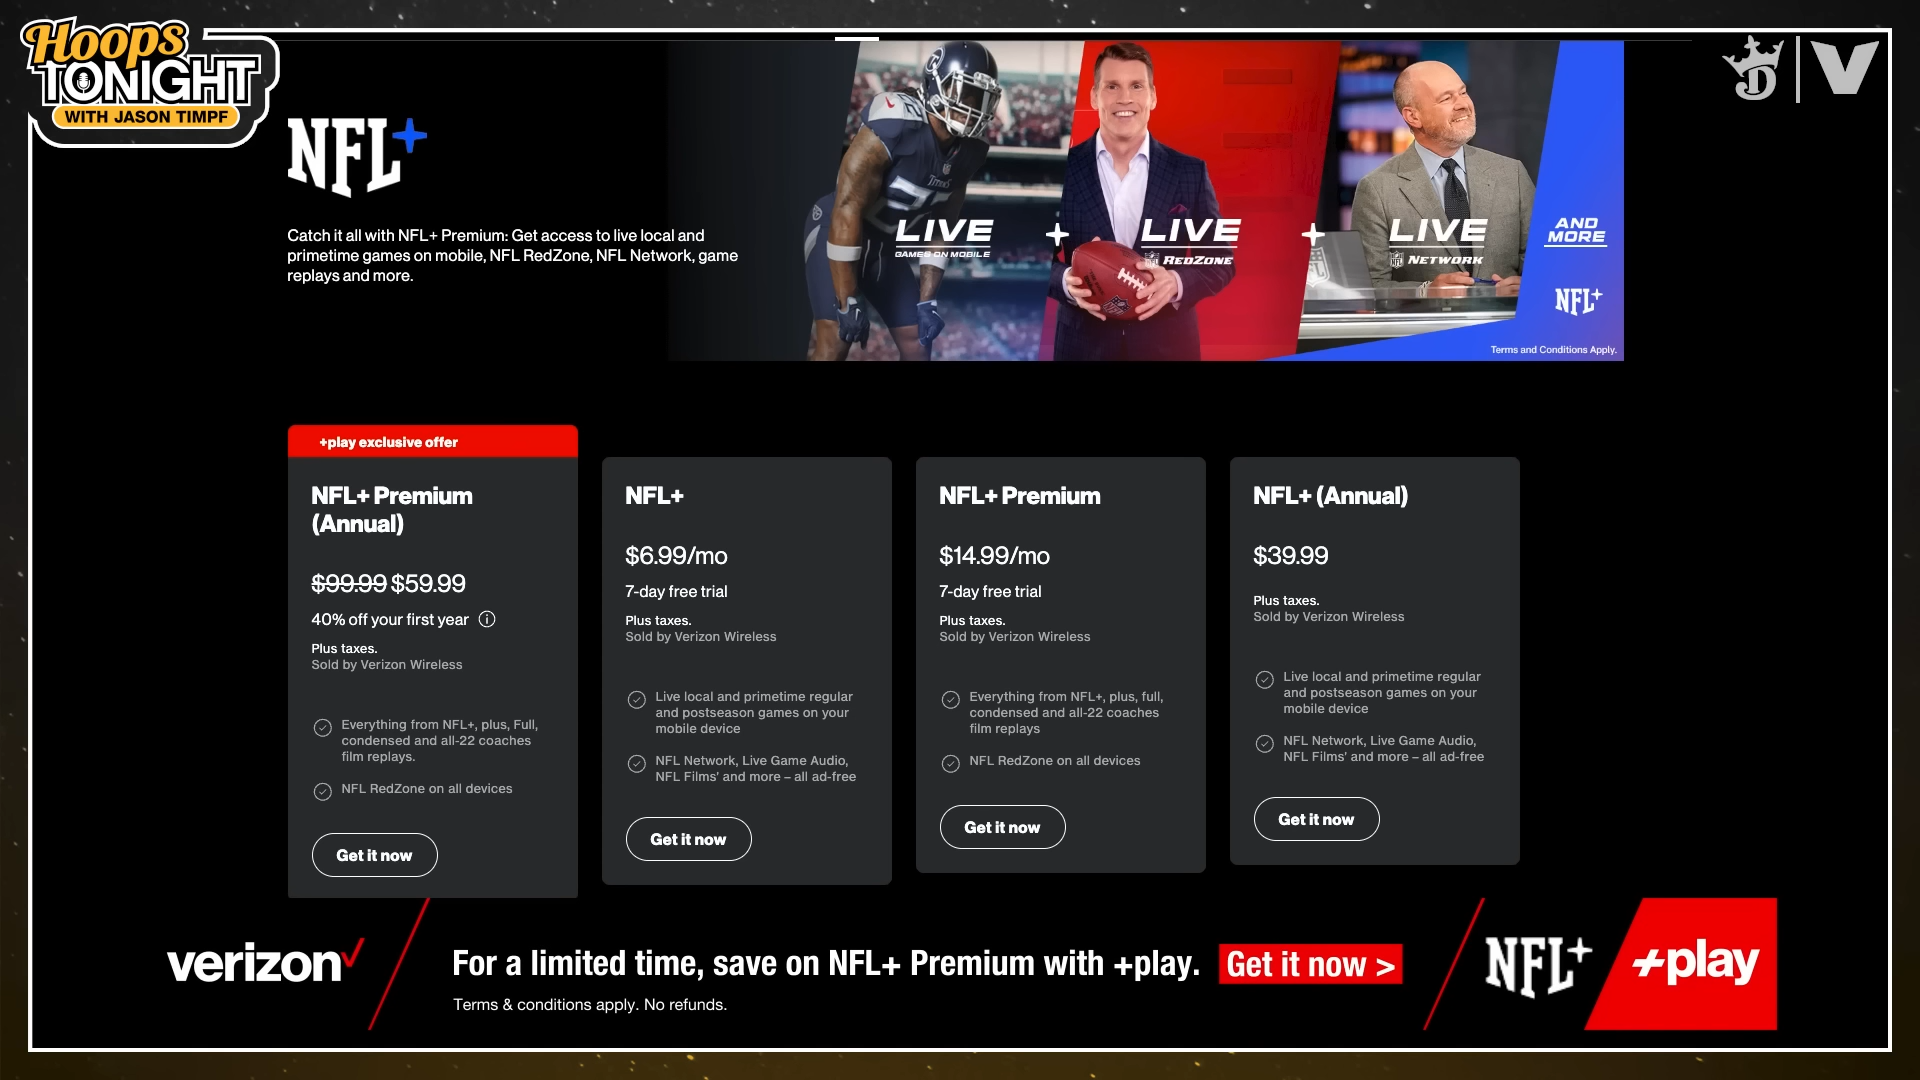 Hoops
TONIGHT
WITH JASON TIMPF
D
V
NFL+
Catch it all with NFL+ Premium: Get access to live local and
primetime games on mobile, NFL RedZone, NFL Network, game
replays and more.
Titans
LIVE
GAMES ON MOBILE
+
LIVE
NFL REDZONE
+
LIVE
NFL NETWORK
AND
MORE
NFL+
Terms and Conditions Apply.
+play exclusive offer
NFL+ Premium
(Annual)
$99.99 $59.99
40% off your first year
Plus taxes.
Sold by Verizon Wireless
Everything from NFL+, plus, Full,
condensed and all-22 coaches
film replays.
NFL RedZone on all devices
Get it now
NFL+
$6.99/mo
7-day free trial
Plus taxes.
Sold by Verizon Wireless
Live local and primetime regular
and postseason games on your
mobile device
NFL Network, Live Game Audio,
NFL Films' and more – all ad-free
Get it now
NFL+ Premium
$14.99/mo
7-day free trial
Plus taxes.
Sold by Verizon Wireless
Everything from NFL+, plus, full,
condensed and all-22 coaches
film replays
NFL RedZone on all devices
Get it now
NFL+ (Annual)
$39.99
Plus taxes.
Sold by Verizon Wireless
Live local and primetime regular
and postseason games on your
mobile device
NFL Network, Live Game Audio,
NFL Films' and more – all ad-free
Get it now
verizon
For a limited time, save on NFL+ Premium with +play.
Get it now >
Terms & conditions apply. No refunds.
NFL+
+play